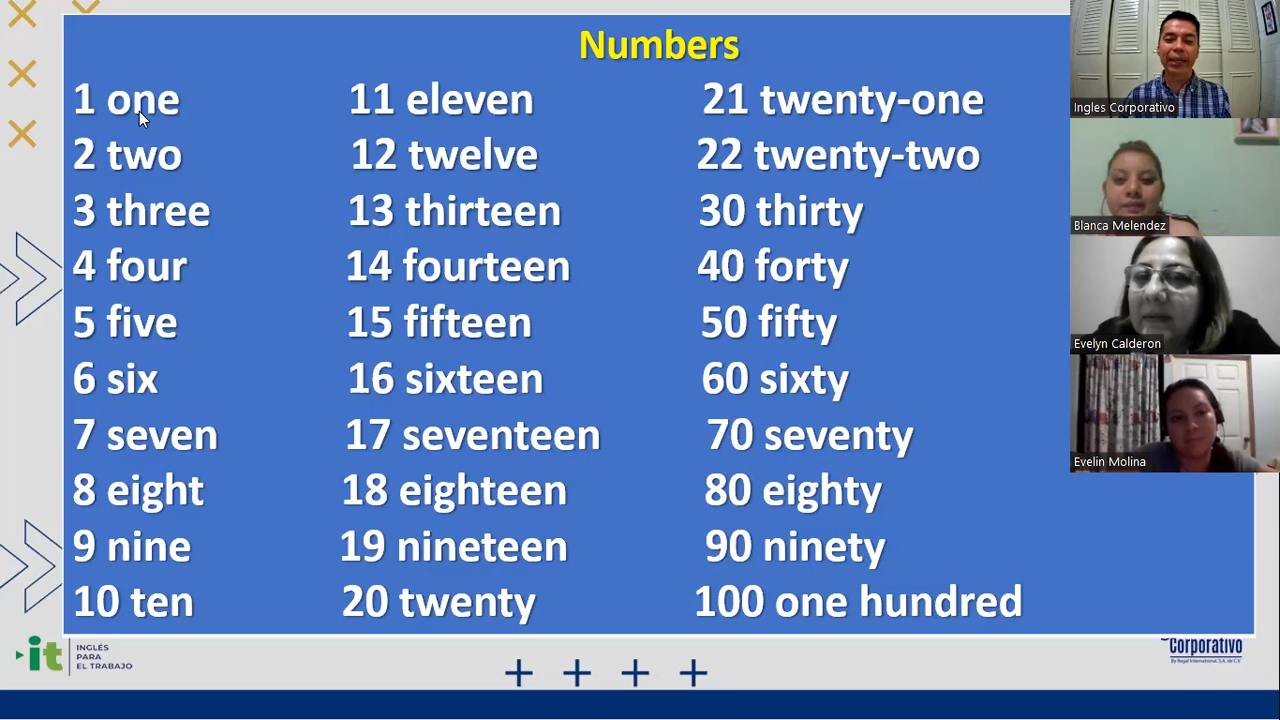 Numbers
1 one 11 eleven 21 twenty-one
2 two 12 twelve 22 twenty-two
3 three 13 thirteen 30 thirty
4 four 14 fourteen 40 forty
5 five 15 fifteen 50 fifty
6 six 16 sixteen 60 sixty
7 seven 17 seventeen 70 seventy
8 eight 18 eighteen 80 eighty
9 nine 19 nineteen 90 ninety
10 ten 20 twenty 100 one hundred
Ingles Corporativo
Blanca Melendez
Evelyn Calderon
Evelin Molina
it
INGLÉS
PARA
EL TRABAJO
Corporativo
By Regal International, S.A. de C.V.